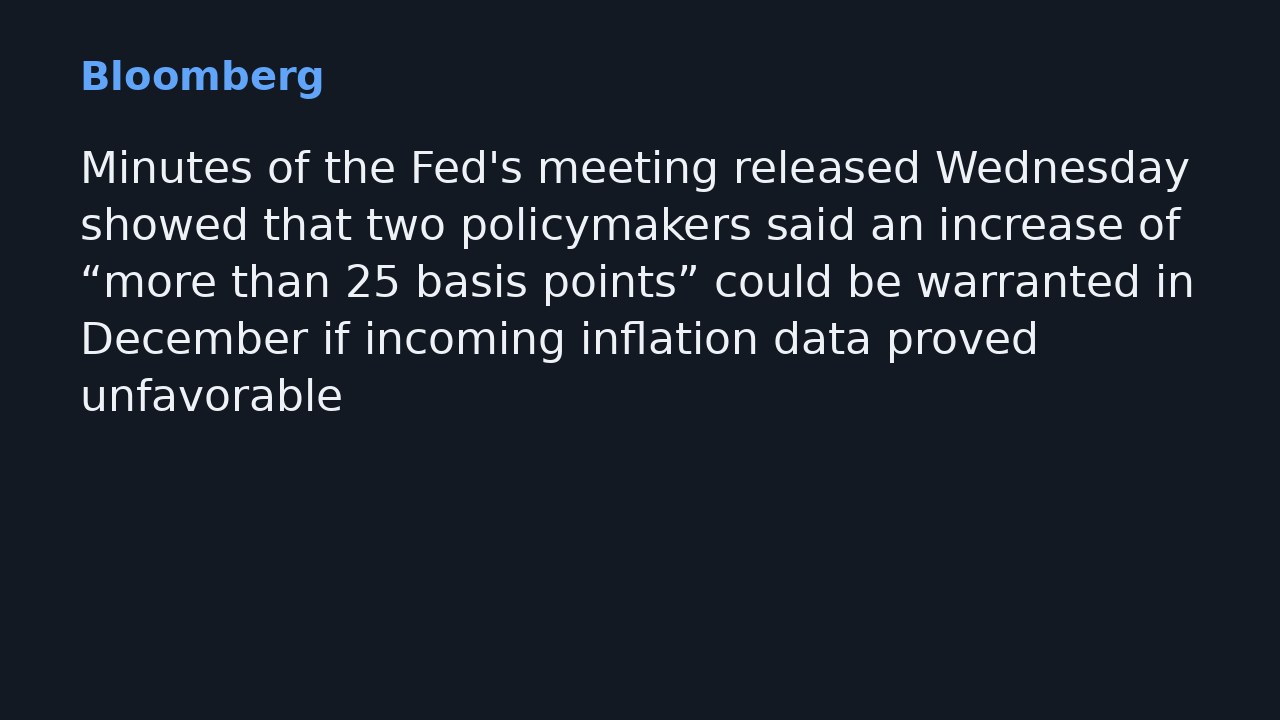 Bloomberg
Minutes of the Fed's meeting released Wednesday
showed that two policymakers said an increase of
“more than 25 basis points” could be warranted in
December if incoming inflation data proved
unfavorable